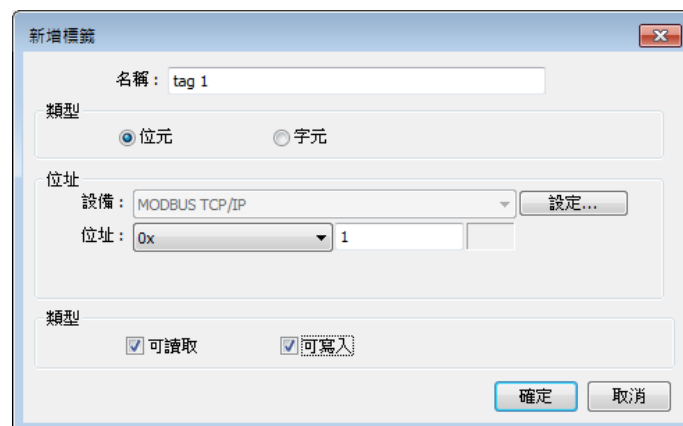 新增標籤
名稱： tag 1
類型
位元 字元
位址
設備： MODBUS TCP/IP 設定...
位址： 0x 1
類型
可讀取 可寫入
確定 取消